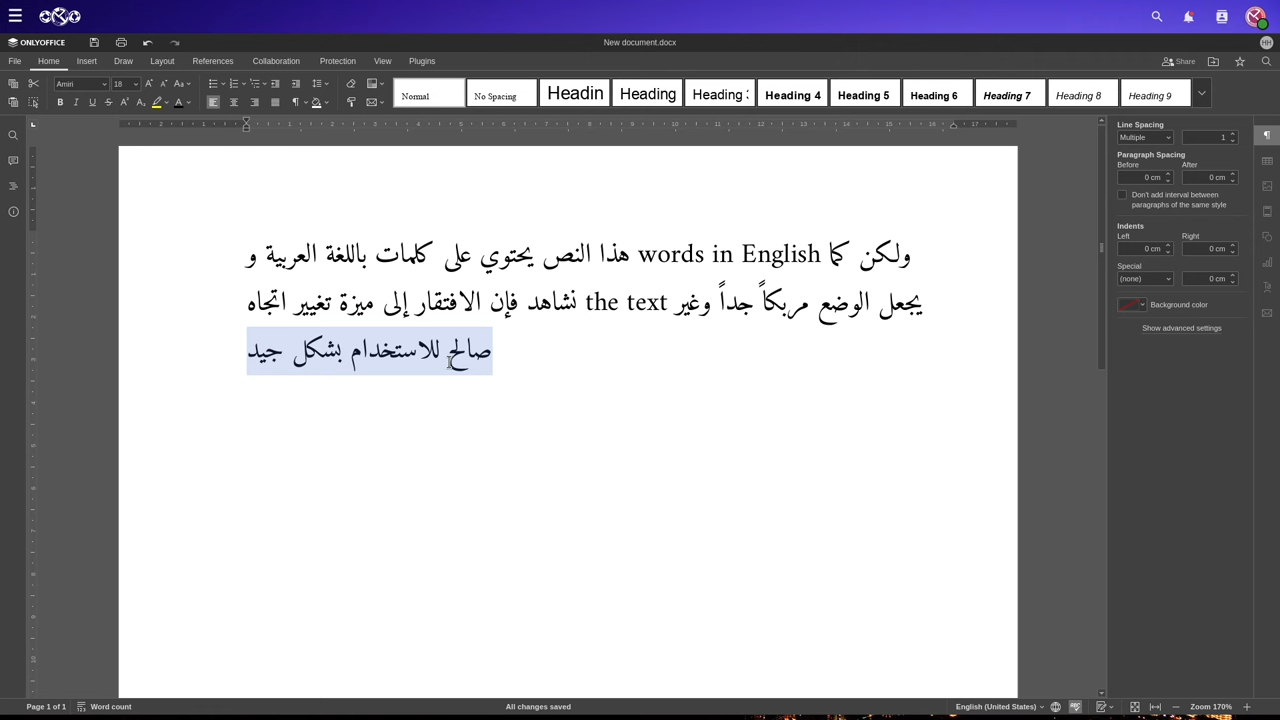 New document.docx
ONLYOFFICE
HH
File Home Insert Draw Layout References Collaboration Protection View Plugins
Share
Amiri 18
Normal No Spacing Headin Heading Heading Heading 4 Heading 5 Heading 6 Heading 7 Heading 8 Heading 9
هذا النص يحتوي على كلمات باللغة العربية و words in English ولكن كما
نشاهد فإن الافتقار إلى ميزة تغيير اتجاه the text يجعل الوضع مربكاً جداً وغير
صالح للاستخدام بشكل جيد
Line Spacing
Multiple 1
Paragraph Spacing
Before After
0 cm 0 cm
Don't add interval between
paragraphs of the same style
Indents
Left Right
0 cm 0 cm
Special
(none) 0 cm
Background color
Show advanced settings
Page 1 of 1 Word count All changes saved English (United States) Zoom 170%